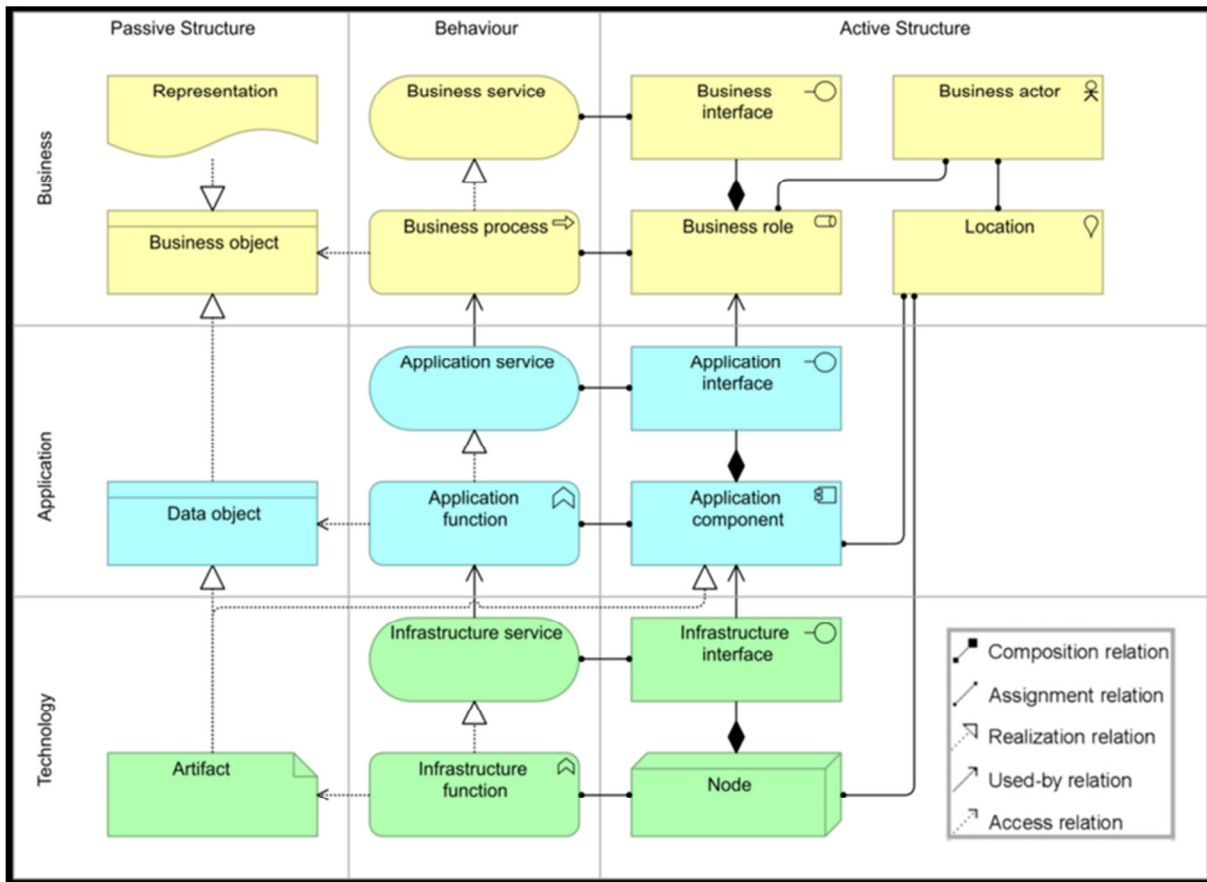 Passive Structure
Behaviour
Active Structure
Business
Representation
Business service
Business
interface
Business actor
Business object
Business process
Business role
Location
Application
Application service
Application
interface
Data object
Application
function
Application
component
Technology
Infrastructure service
Infrastructure
interface
Artifact
Infrastructure
function
Node
Composition relation
Assignment relation
Realization relation
Used-by relation
Access relation